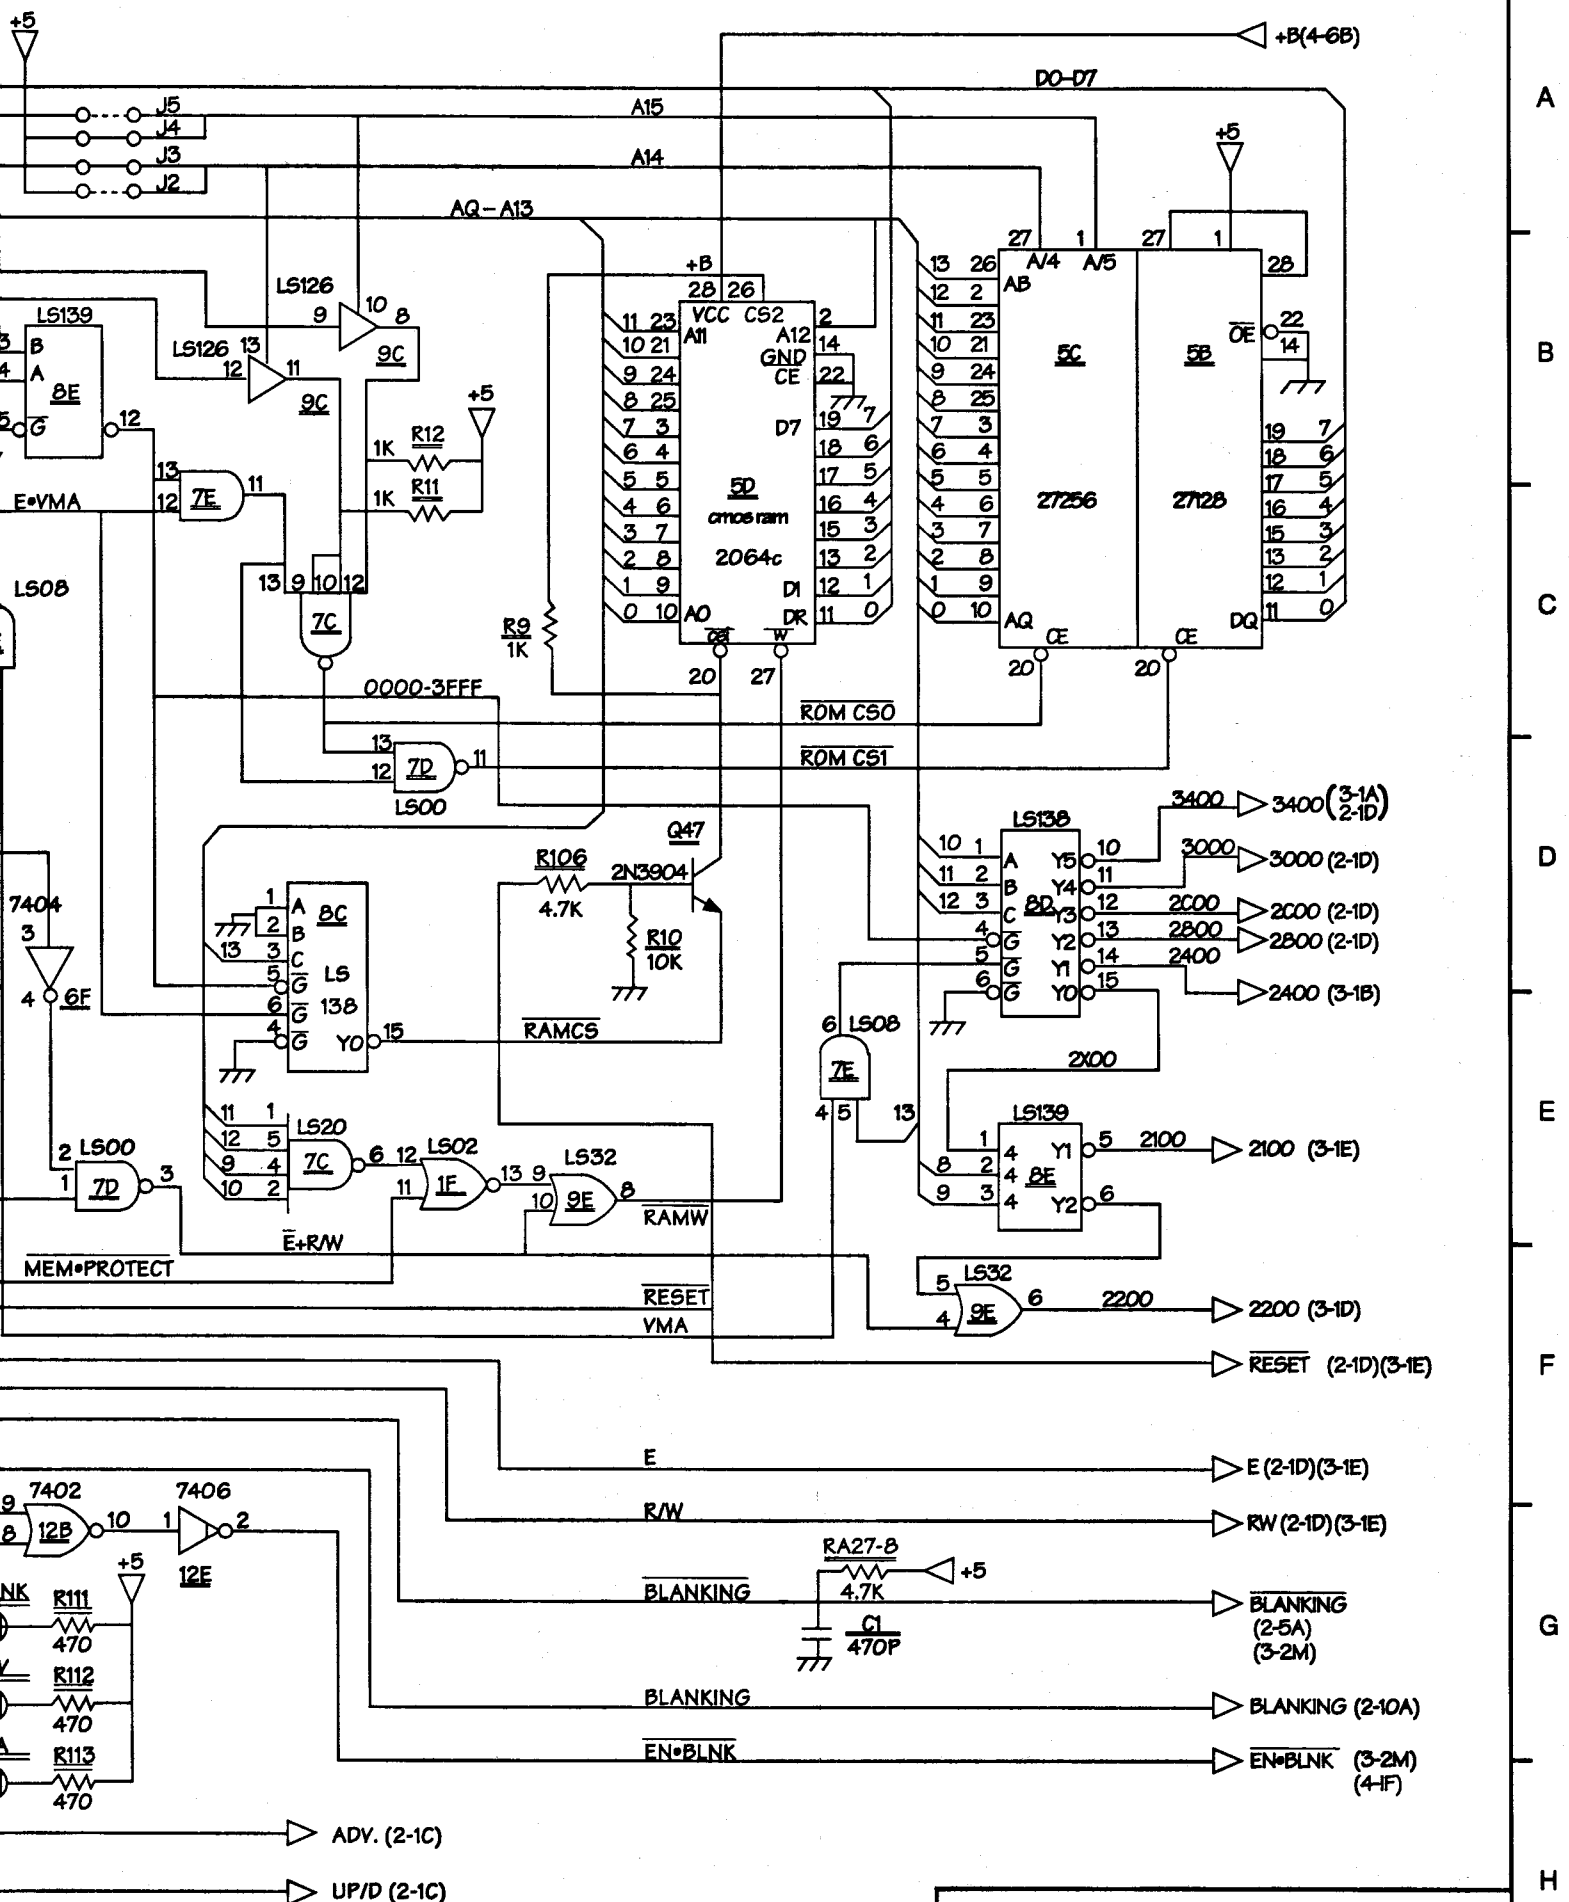 +5
+B(4-6B)
DO-D7
A
J5
A15
J4
J3
A14
J2
+5
AQ-A13
27 1 27 1
A/4 A/5
28
+B
28 26
VCC CS2
LS126
9 10 8
9C
LS139
3 B
4 A
8E
5 G 12
LS126 13
12 11
9C
11 23 A11
10 21
9 24
8 25
7 3
6 4
5 5
4 6
3 7
2 8
1 9
0 10 AO
A12 2
GND 14
CE 22
D7 19 7
18 6
17 5
16 4
15 3
13 2
D1 12 1
DR 11 0
5D
cmos ram
2064c
CS1 W
20 27
13 26 AB
12 2
11 23
10 21
9 24
8 25
7 3
6 4
5 5
4 6
3 7
2 8
1 9
0 10 AQ
5C
27256
CE
20
5B
27128
CE
20
OE 22
14
19 7
18 6
17 5
16 4
15 3
13 2
12 1
DQ 11 0
B
+5
1K R12
1K R11
13
12 7E 11
E•VMA
LS08
13 9 10 12
7C
R9
1K
C
0000-3FFF
ROM CS0
13
12 7D 11
LS00
ROM CS1
Q47
R106
4.7K
2N3904
R10
10K
LS138
10 1 A
11 2 B
12 3 C
8D
4 G
5 G
6 G
Y5 10
Y4 11
Y3 12
Y2 13
Y1 14
Y0 15
3400 3400 (3-1A)
2-1D)
3000 3000 (2-1D)
2C00 2C00 (2-1D)
2800 2800 (2-1D)
2400 2400 (3-1B)
D
7404
3
4 6F
1 A
2 B
13 3 C
5 G
6 G
4 G
8C
LS
138
YO 15
RAMCS
6 LS08
7E
4 5
13
2X00
E
LS139
1 4
8 2 4
9 3 4
8E
Y1 5 2100 2100 (3-1E)
Y2 6
LS00
2
1 7D 3
11 1
12 5
9 4
10 2
LS20
7C
6 12
LS02
11 1F 13
LS32
9
10 9E 8
RAMW
E+R/W
MEM•PROTECT
RESET
VMA
LS32
5
4 9E 6 2200 2200 (3-1D)
RESET (2-1D)(3-1E)
F
E E (2-1D)(3-1E)
R/W RW (2-1D)(3-1E)
7402
9
8 12B 10
7406
1 2
12E
+5
RA27-8
4.7K
+5
BLANKING
C1
470P
BLANKING
(2-5A)
(3-2M)
G
NK R111
470
R112
470
R113
470
BLANKING BLANKING (2-10A)
EN•BLNK EN•BLNK (3-2M)
(4-1F)
ADV. (2-1C)
UP/D (2-1C)
H